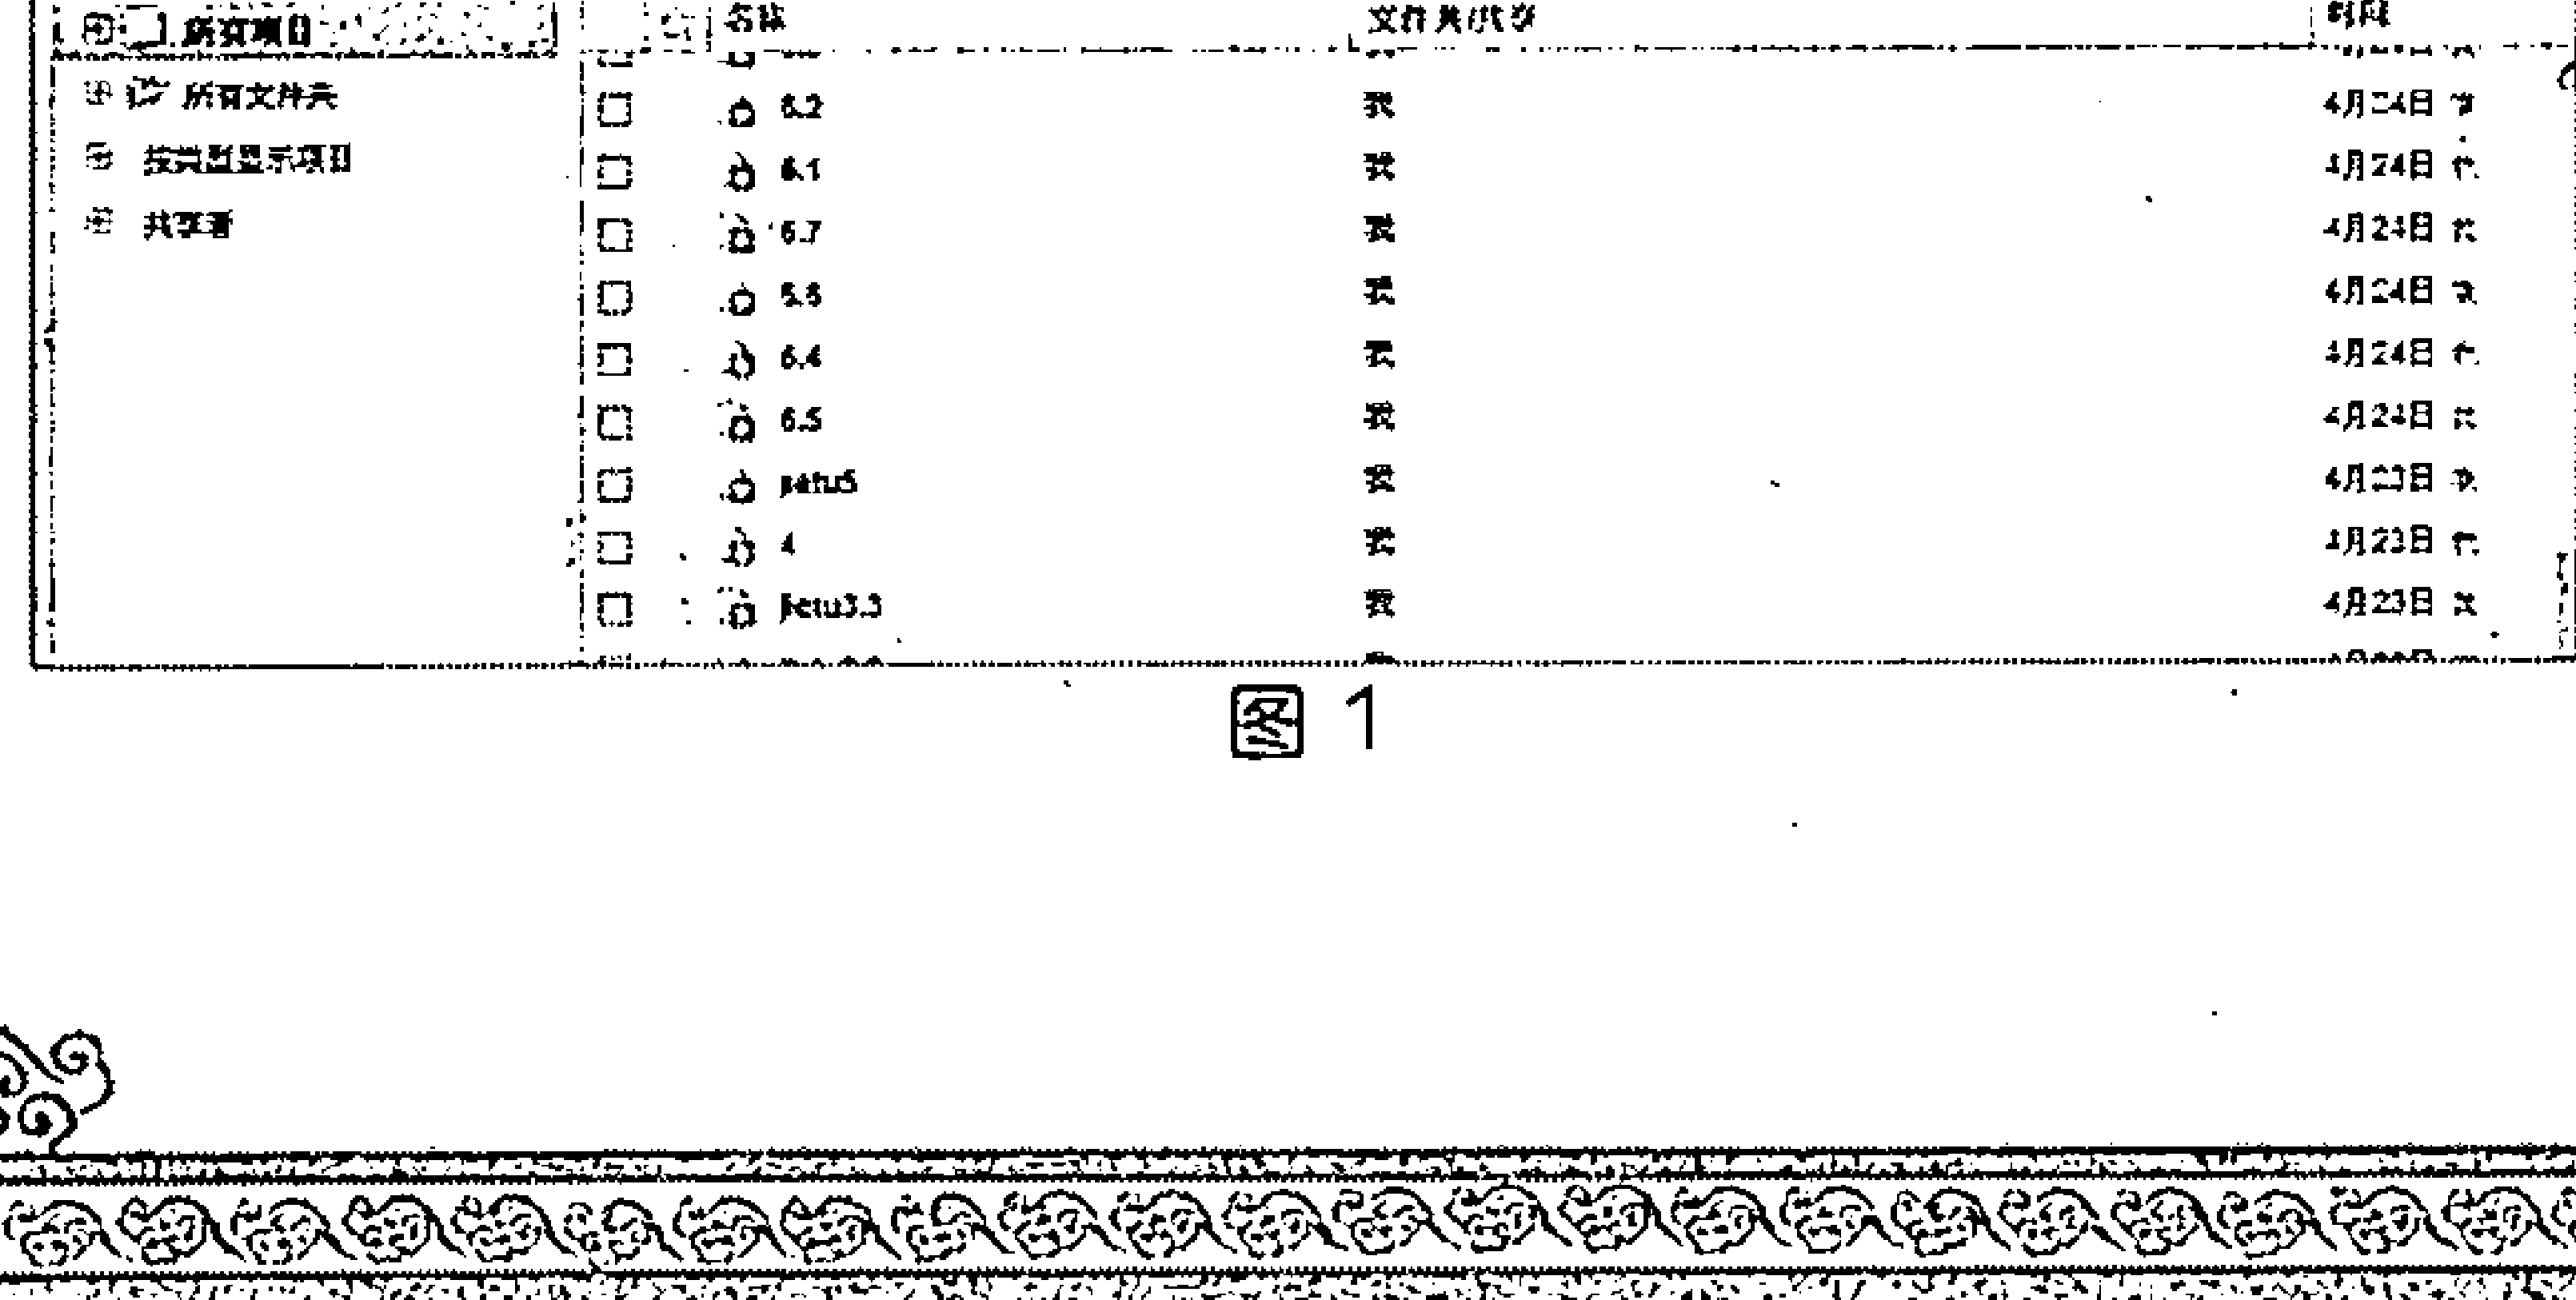 所有项目 名称 文件夹/共享 时间
所有文件夹 6.2 我 4月24日
按类型显示项目 6.1 我 4月24日
共享者 6.7 我 4月24日
我 4月24日
6.4 我 4月24日
6.5 我 4月24日
我 4月23日
4 我 4月23日
jietu3.3 我 4月23日
图 1